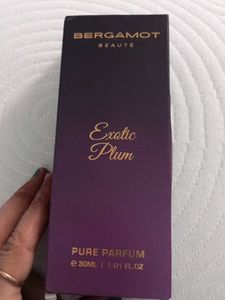 BERGAMOT
BEAUTÉ
Exotic
Plum
PURE PARFUM
℮ 30ML | 1.01 FL.OZ